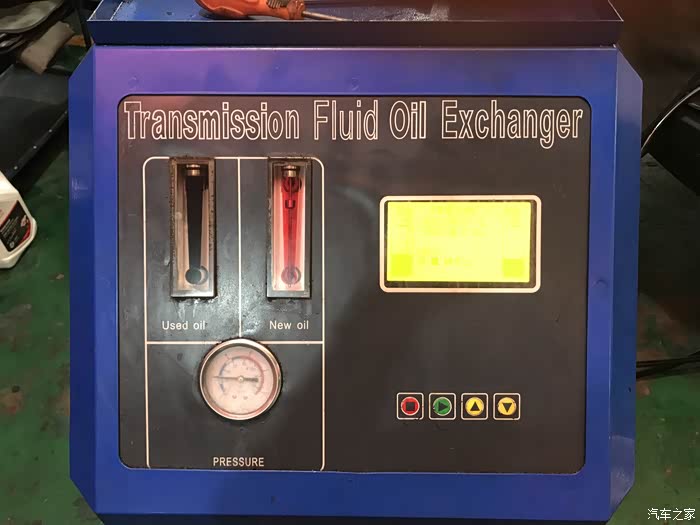 Transmission Fluid Oil Exchanger
Used oil
New oil
PRESSURE
汽车之家